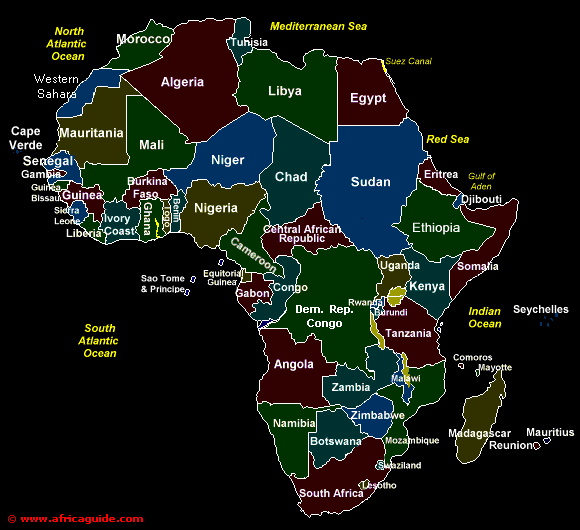 Mediterranean Sea
North
Atlantic
Ocean
Morocco
Tunisia
Suez Canal
Algeria
Libya
Egypt
Western
Sahara
Mauritania
Mali
Niger
Chad
Sudan
Red Sea
Cape
Verde
Senegal
Gambia
Guinea
Bissau
Guinea
Burkina
Faso
Eritrea
Gulf of
Aden
Djibouti
Sierra
Leone
Liberia
Ivory
Coast
Ghana
Togo
Benin
Nigeria
Central African
Republic
Ethiopia
Cameroon
Somalia
Sao Tome
& Principe
Equitorial
Guinea
Gabon
Congo
Dem. Rep.
Congo
Uganda
Kenya
Rwanda
Burundi
Tanzania
Indian
Ocean
Seychelles
South
Atlantic
Ocean
Angola
Zambia
Malawi
Comoros
Mayotte
Namibia
Botswana
Zimbabwe
Mozambique
Madagascar
Reunion
Mauritius
Swaziland
Lesotho
South Africa
© www.africaguide.com